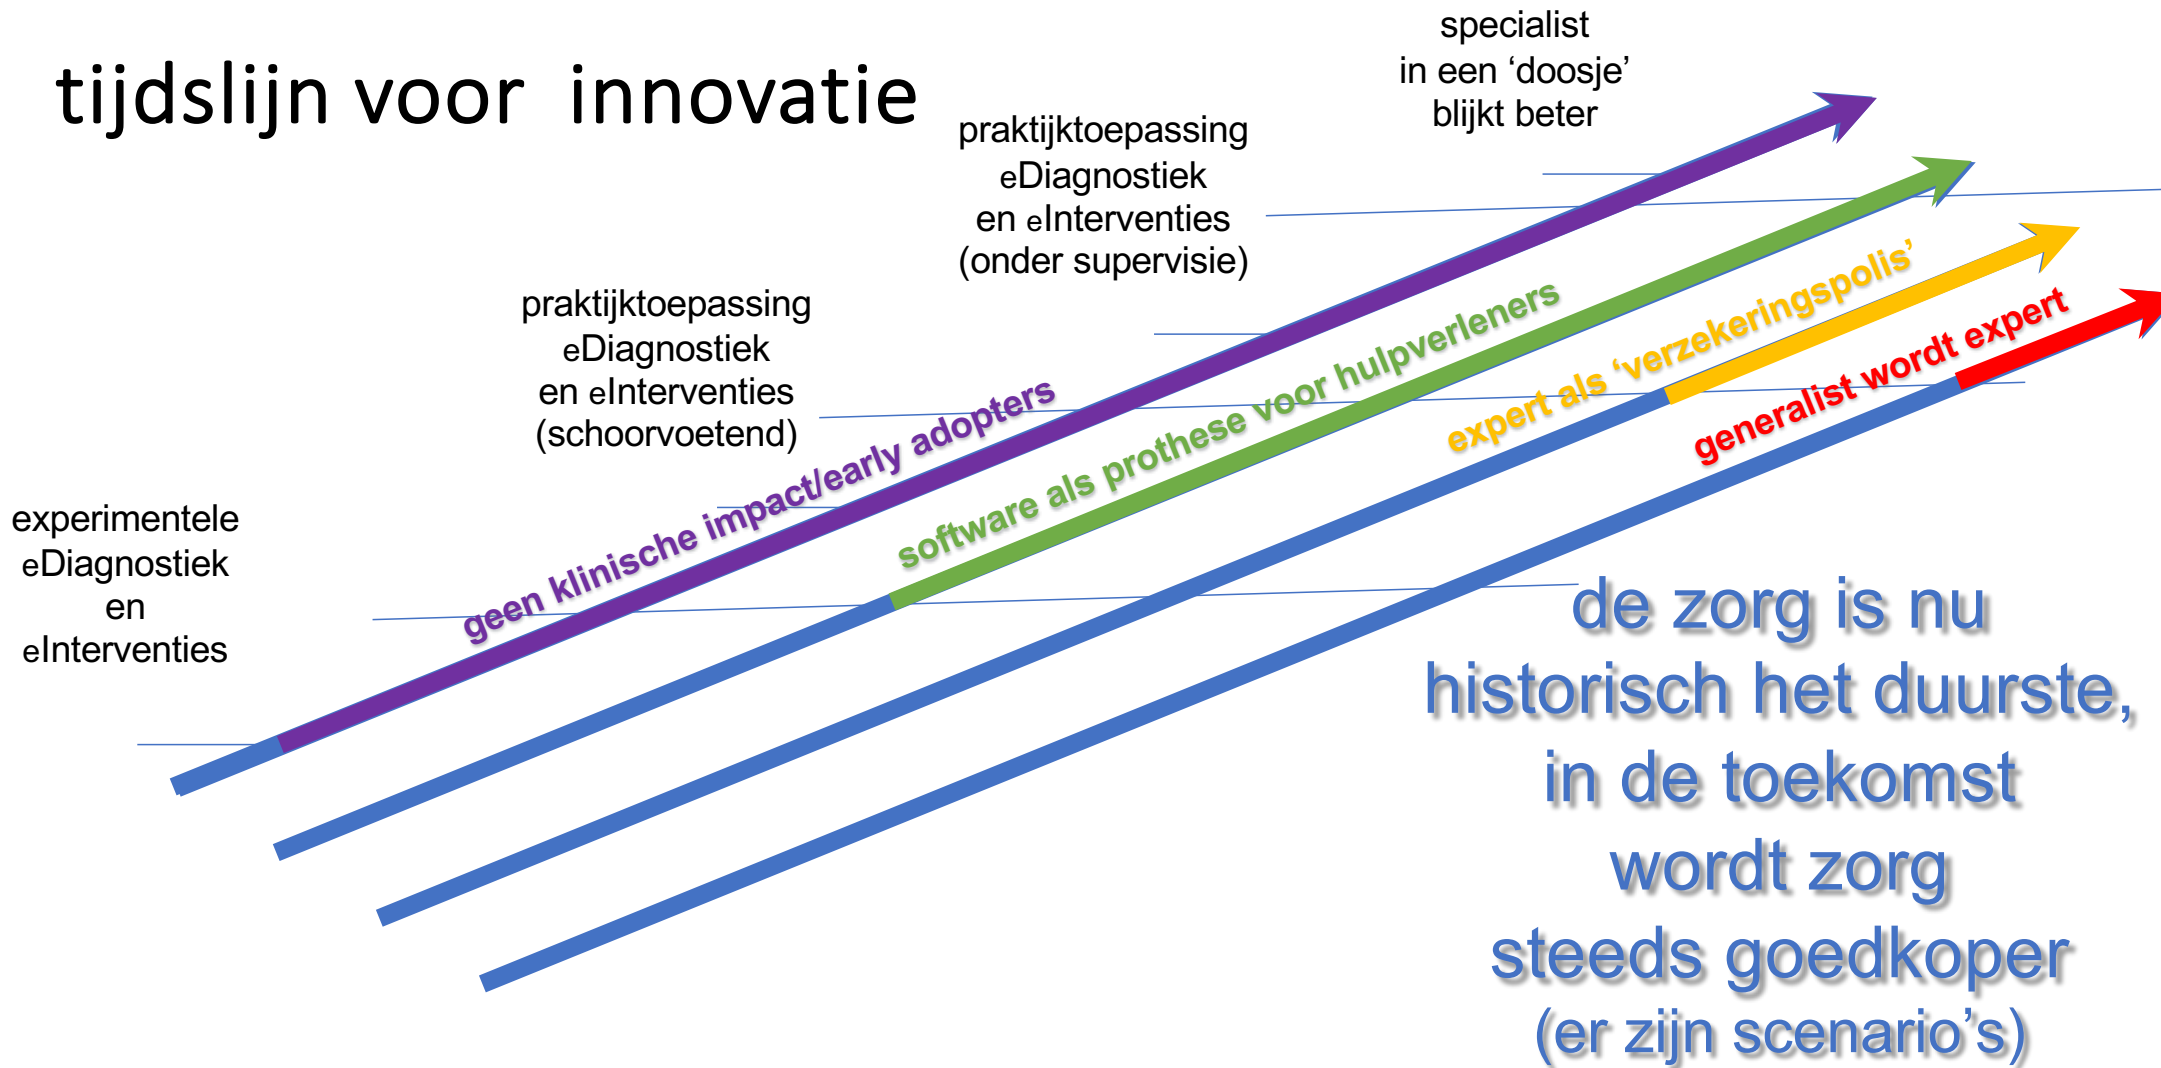 tijdslijn voor  innovatie
experimentele
eDiagnostiek
en
eInterventies
praktijktoepassing
eDiagnostiek
en eInterventies
(schoorvoetend)
praktijktoepassing
eDiagnostiek
en eInterventies
(onder supervisie)
specialist
in een ‘doosje’
blijkt beter
geen klinische impact/early adopters
software als prothese voor hulpverleners
expert als ‘verzekeringspolis’
generalist wordt expert
de zorg is nu
historisch het duurste,
in de toekomst
wordt zorg
steeds goedkoper
(er zijn scenario’s)